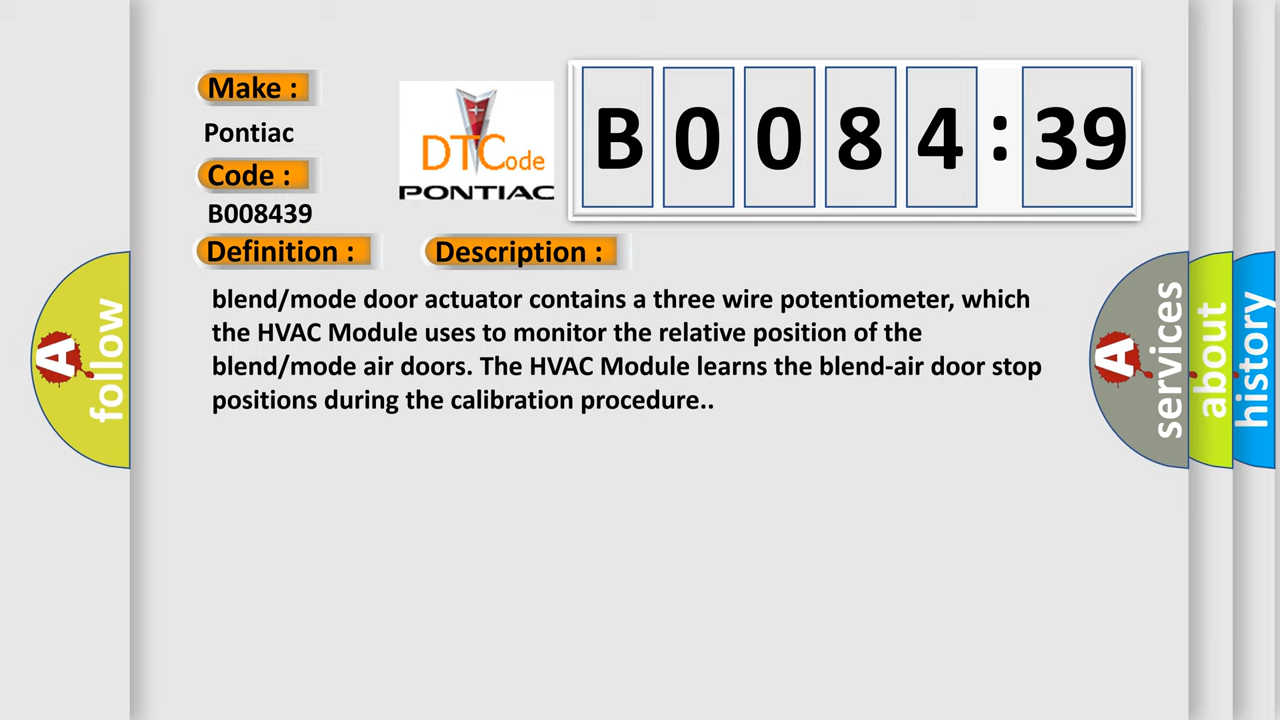 Make :
Pontiac
Code :
B008439
Definition :
Description :
DTCode
PONTIAC
B 0 0 8 4 : 39
blend/mode door actuator contains a three wire potentiometer, which
the HVAC Module uses to monitor the relative position of the
blend/mode air doors. The HVAC Module learns the blend-air door stop
positions during the calibration procedure..
A follow
A services
about
history